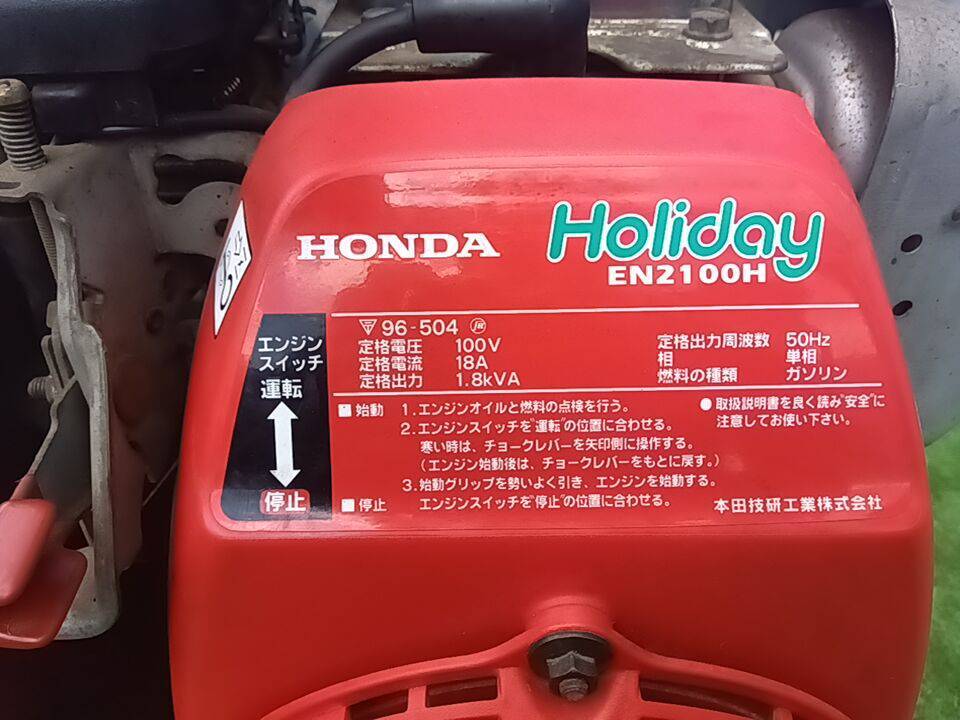 HONDA
Holiday
EN2100H
エンジン
スイッチ
運転
停止
96-504
定格電圧 100V
定格電流 18A
定格出力 1.8kVA
定格出力周波数 50Hz
相 単相
燃料の種類 ガソリン
■始動 1.エンジンオイルと燃料の点検を行う。
2.エンジンスイッチを"運転"の位置に合わせる。
寒い時は、チョークレバーを矢印側に操作する。
(エンジン始動後は、チョークレバーをもとに戻す。)
3.始動グリップを勢いよく引き、エンジンを始動する。
■停止 エンジンスイッチを"停止"の位置に合わせる。
●取扱説明書を良く読み"安全"に
注意してお使い下さい。
本田技研工業株式会社